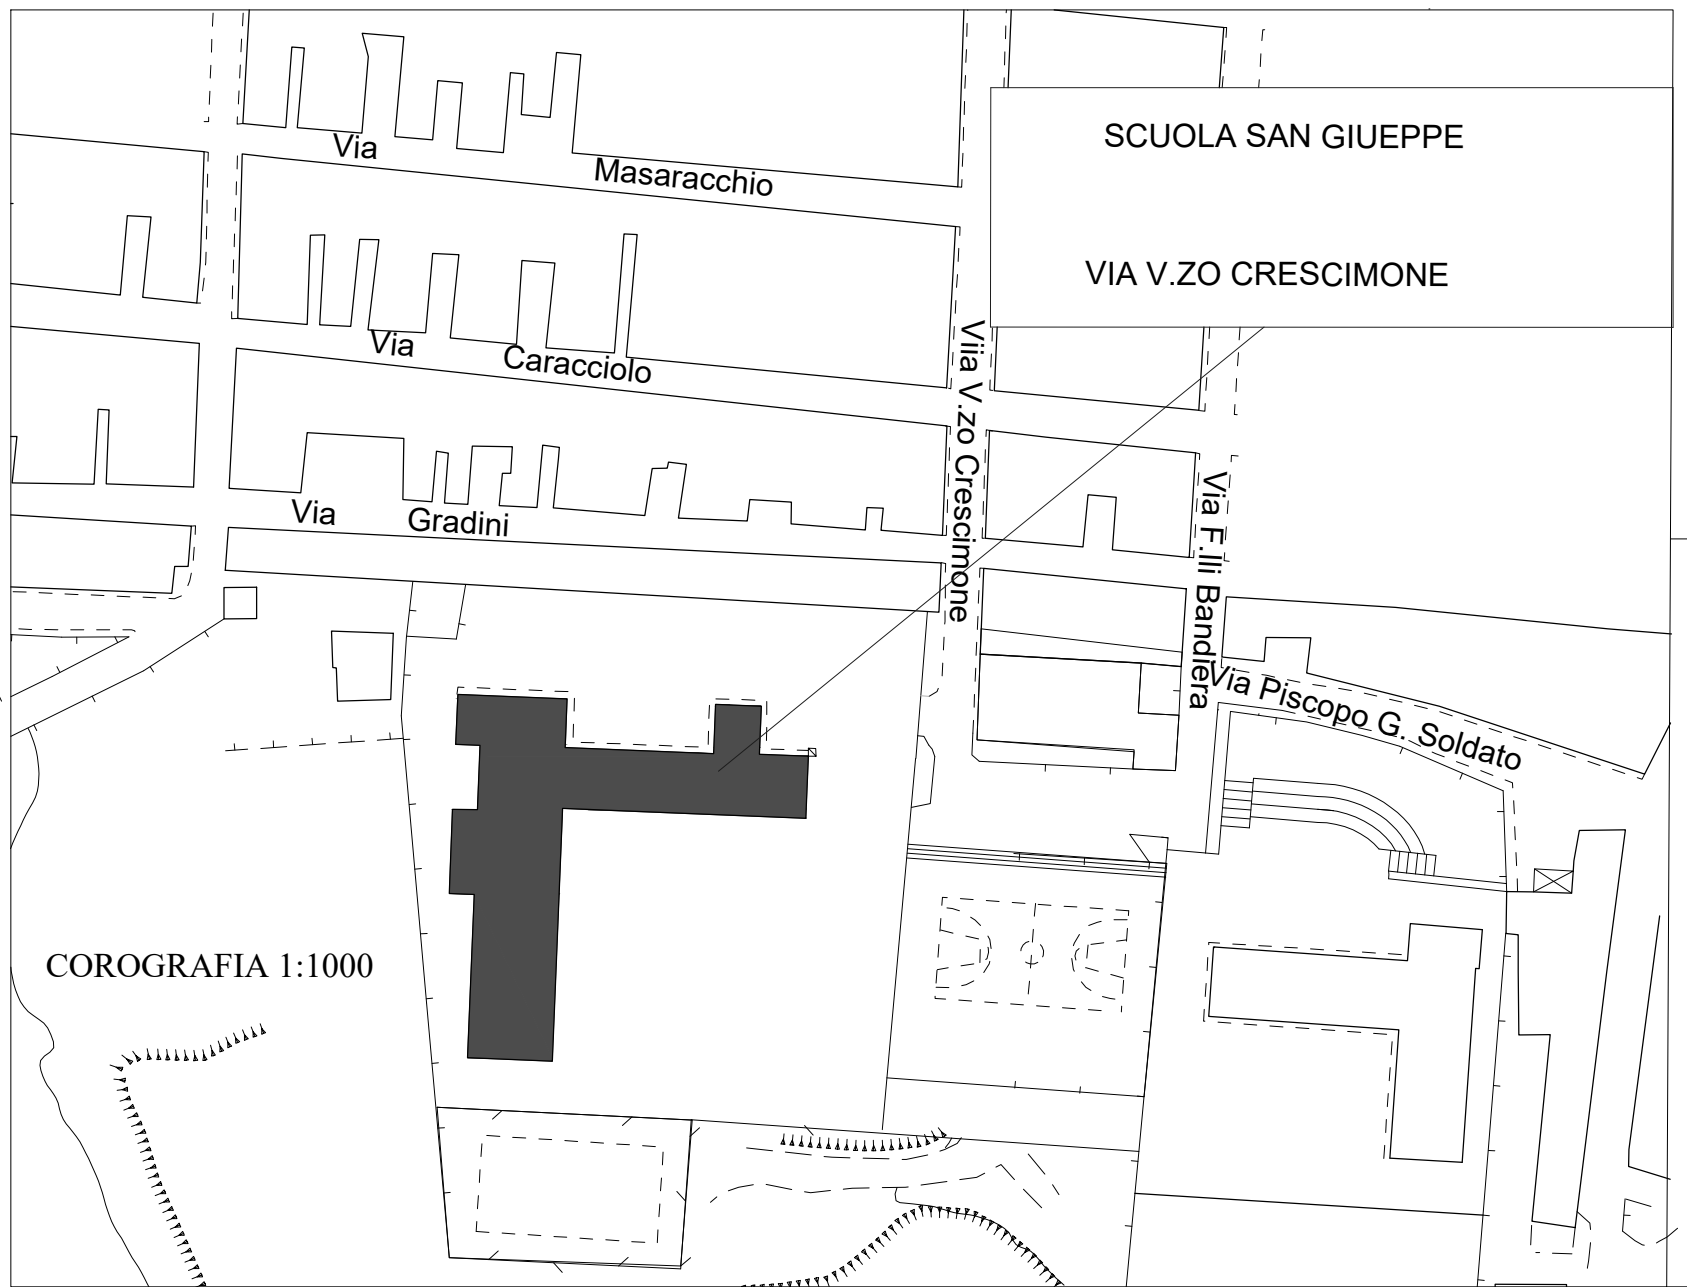 SCUOLA SAN GIUEPPE
VIA V.ZO CRESCIMONE
Via Masaracchio
Via Caracciolo
Via Gradini
Viia V.zo Crescimone
Via F.lli Bandiera
Via Piscopo G. Soldato
COROGRAFIA 1:1000